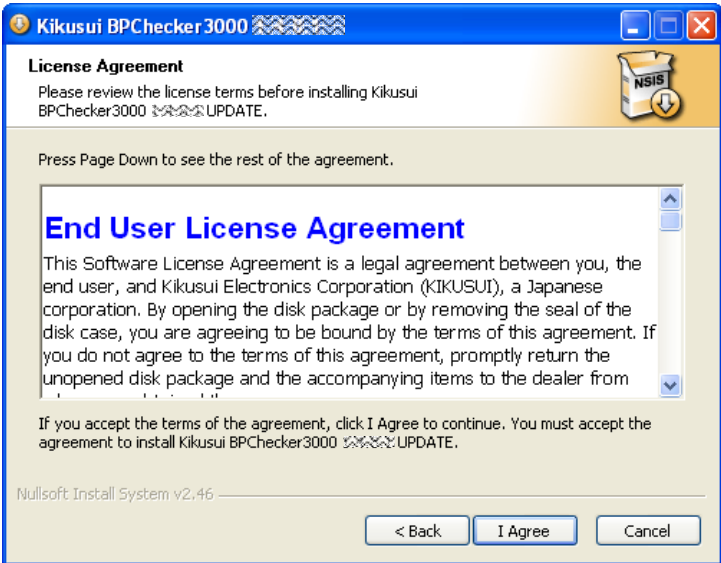 Kikusui BPChecker3000
License Agreement
Please review the license terms before installing Kikusui
BPChecker3000 UPDATE.
NSIS
Press Page Down to see the rest of the agreement.
End User License Agreement
This Software License Agreement is a legal agreement between you, the
end user, and Kikusui Electronics Corporation (KIKUSUI), a Japanese
corporation. By opening the disk package or by removing the seal of the
disk case, you are agreeing to be bound by the terms of this agreement. If
you do not agree to the terms of this agreement, promptly return the
unopened disk package and the accompanying items to the dealer from
If you accept the terms of the agreement, click I Agree to continue. You must accept the
agreement to install Kikusui BPChecker3000 UPDATE.
Nullsoft Install System v2.46
< Back
I Agree
Cancel